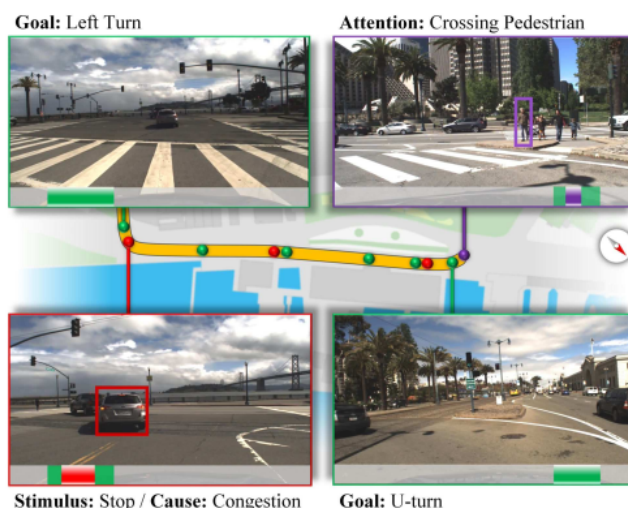 Goal: Left Turn
Attention: Crossing Pedestrian
Stimulus: Stop / Cause: Congestion
Goal: U-turn